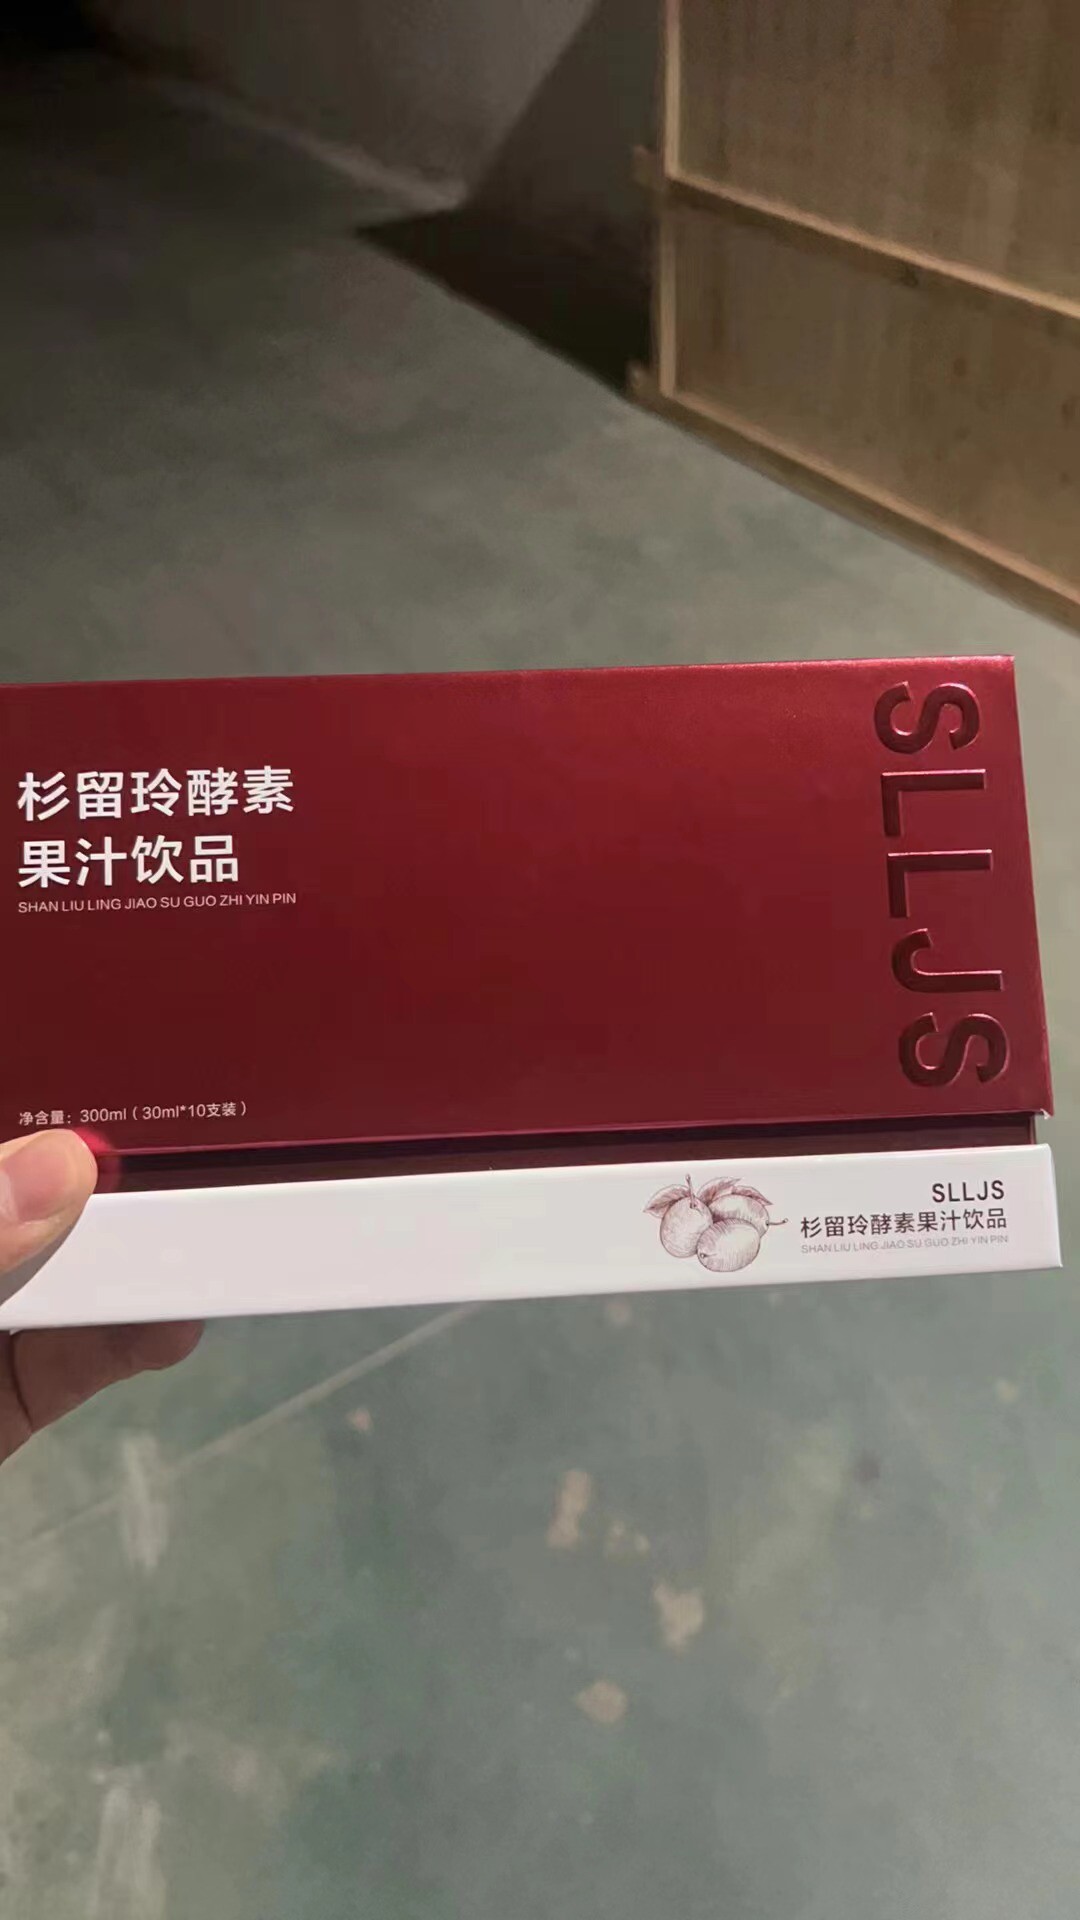 杉留玲酵素
果汁饮品
SHAN LIU LING JIAO SU GUO ZHI YIN PIN
SLLJS
净含量：300ml（30ml*10支装）
SLLJS
杉留玲酵素果汁饮品
SHAN LIU LING JIAO SU GUO ZHI YIN PIN